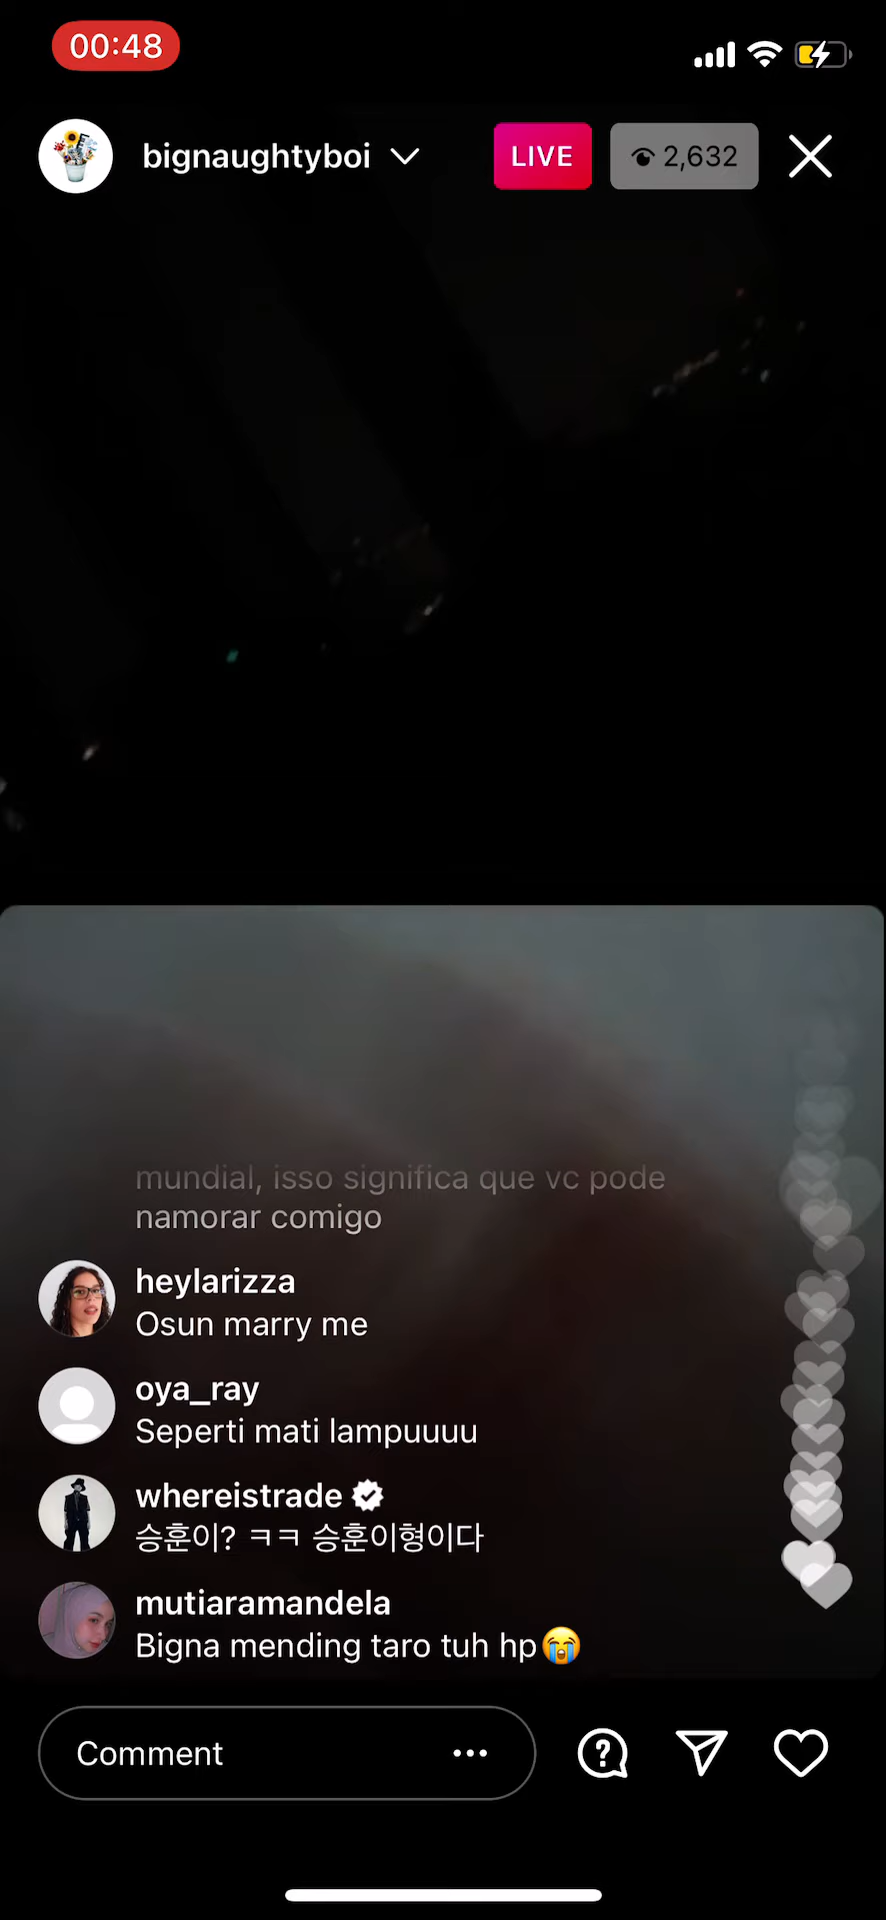 00:48
bignaughtyboi
LIVE
2,632
mundial, isso significa que vc pode
namorar comigo
heylarizza
Osun marry me
oya_ray
Seperti mati lampuuuu
whereistrade
승훈이? ㅋㅋ 승훈이형이다
mutiaramandela
Bigna mending taro tuh hp😭
Comment